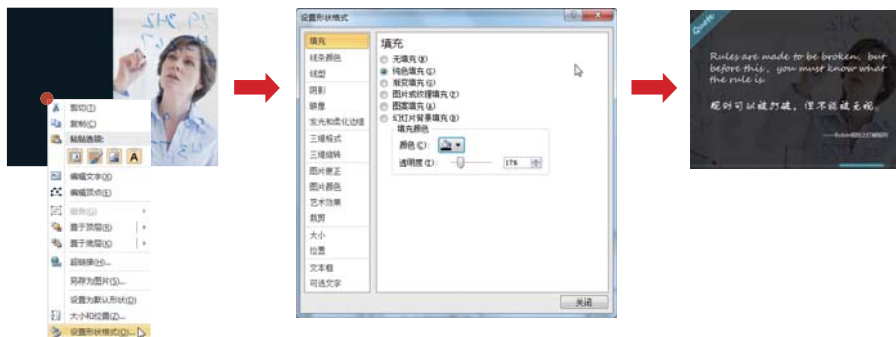 剪切(T)
复制(C)
粘贴选项:
A
编辑文字(X)
编辑顶点(E)
组合(G)
置于顶层(R)
置于底层(K)
超链接(H)...
另存为图片(S)...
设置为默认形状(D)
大小和位置(Z)...
设置形状格式(O)...
设置形状格式
填充
线条颜色
线型
阴影
映像
发光和柔化边缘
三维格式
三维旋转
图片更正
图片颜色
艺术效果
裁剪
大小
位置
文本框
可选文字
填充
无填充(N)
纯色填充(S)
渐变填充(G)
图片或纹理填充(P)
图案填充(A)
幻灯片背景填充(B)
填充颜色
颜色(C):
透明度(T): 17%
关闭
Quote
Rules are made to be broken, but
before this, you must know what
the rule is.
规则可以被打破，但不能被无视。